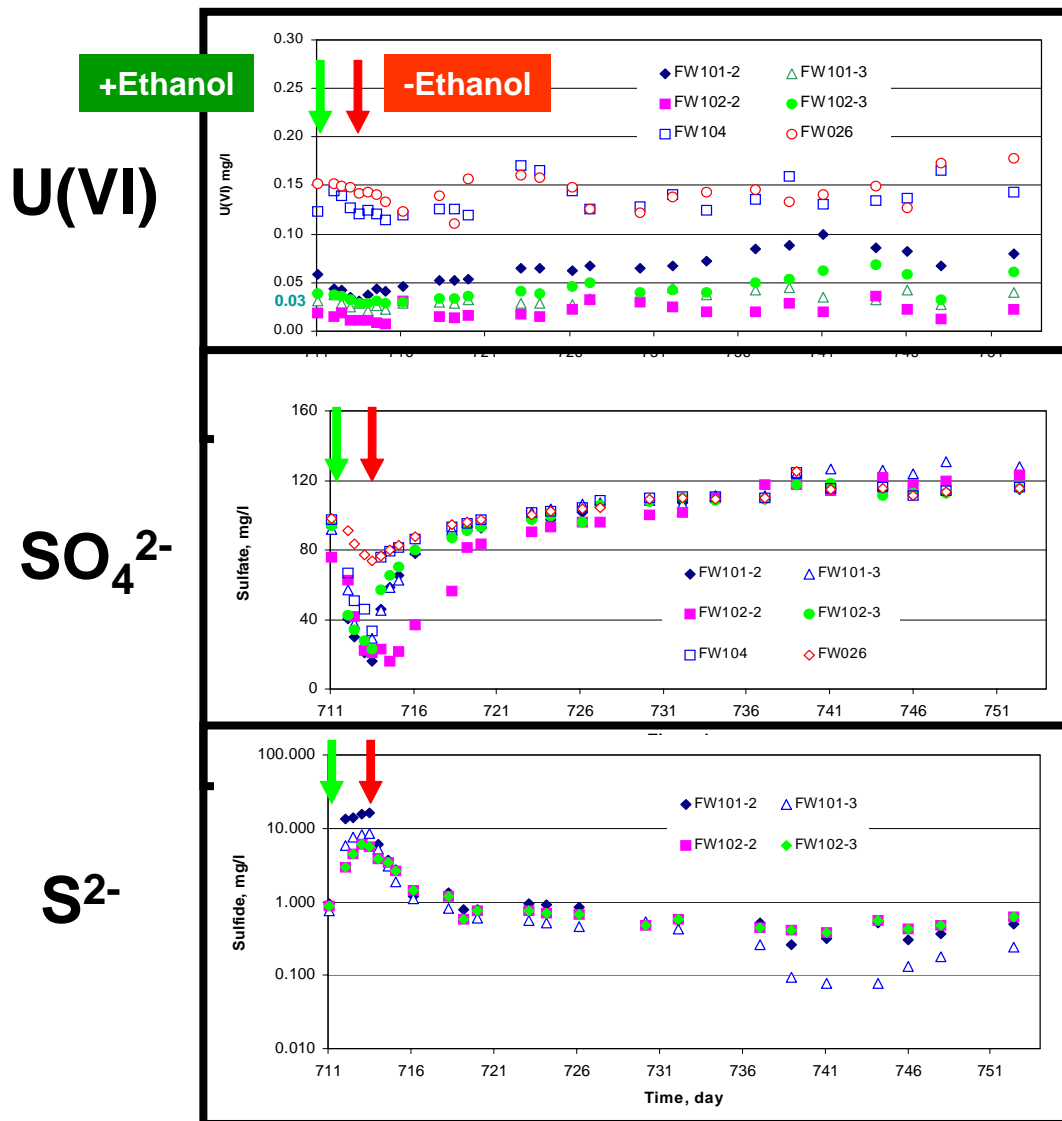 +Ethanol
-Ethanol
U(VI)
U(VI) mg/l
0.30
0.25
0.20
0.15
0.10
0.05
0.03
0.00
FW101-2 FW101-3
FW102-2 FW102-3
FW104 FW026
711 716 721 726 731 736 741 746 751
SO₄²⁻
Sulfate, mg/l
160
120
80
40
0
FW101-2 FW101-3
FW102-2 FW102-3
FW104 FW026
711 716 721 726 731 736 741 746 751
S²⁻
Sulfide, mg/l
100.000
10.000
1.000
0.100
0.010
FW101-2 FW101-3
FW102-2 FW102-3
711 716 721 726 731 736 741 746 751
Time, day